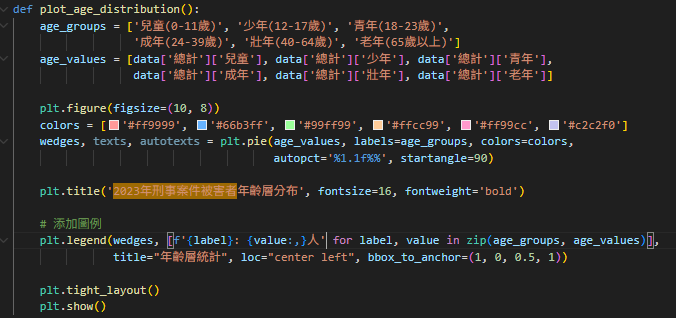 def plot_age_distribution():
    age_groups = ['兒童(0-11歲)', '少年(12-17歲)', '青年(18-23歲)',
                  '成年(24-39歲)', '壯年(40-64歲)', '老年(65歲以上)']
    age_values = [data['總計']['兒童'], data['總計']['少年'], data['總計']['青年'],
                  data['總計']['成年'], data['總計']['壯年'], data['總計']['老年']]
    plt.figure(figsize=(10, 8))
    colors = ['#ff9999', '#66b3ff', '#99ff99', '#ffcc99', '#ff99cc', '#c2c2f0']
    wedges, texts, autotexts = plt.pie(age_values, labels=age_groups, colors=colors,
                                       autopct='%1.1f%%', startangle=90)
    plt.title('2023年刑事案件被害者年齡層分布', fontsize=16, fontweight='bold')
    # 添加圖例
    plt.legend(wedges, [f'{label}: {value:,}人' for label, value in zip(age_groups, age_values)],
               title="年齡層統計", loc="center left", bbox_to_anchor=(1, 0, 0.5, 1))
    plt.tight_layout()
    plt.show()